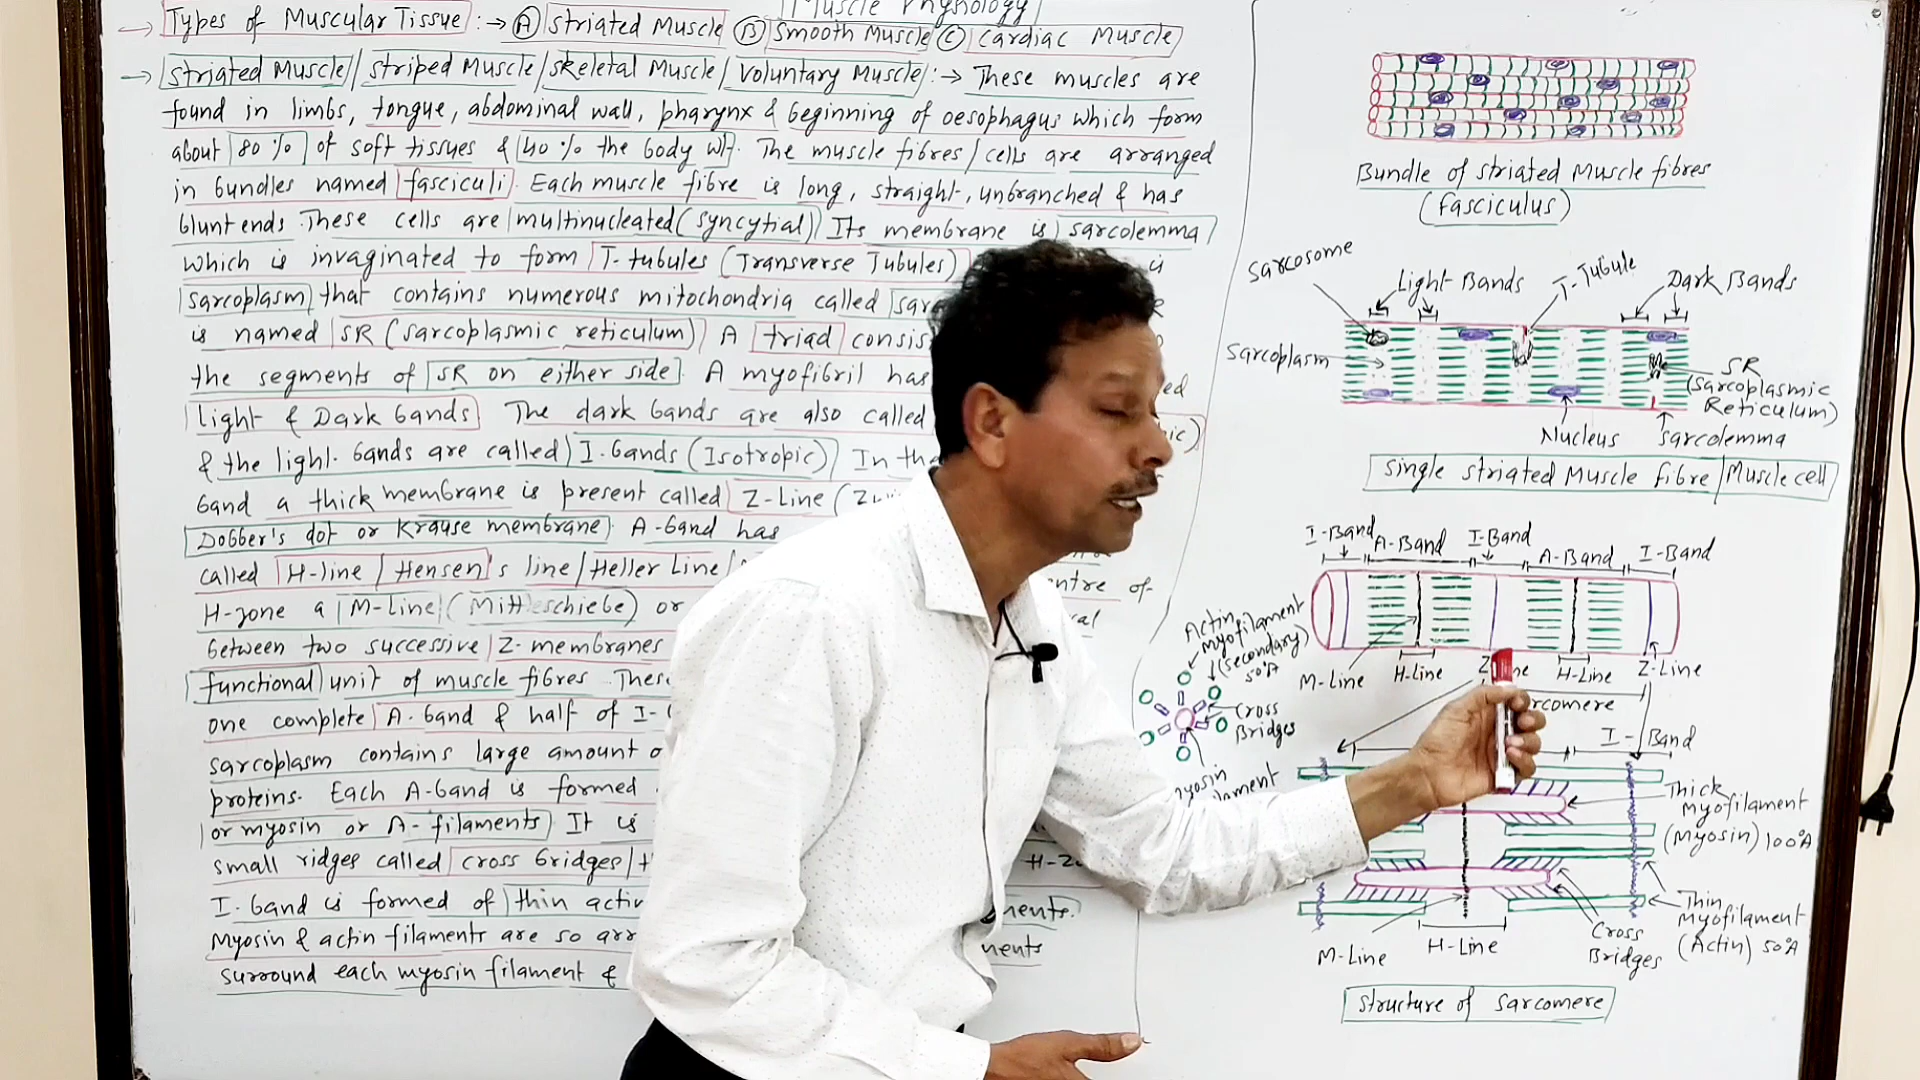 Muscle Physiology
→ Types of Muscular Tissue :→ Ⓐ Striated Muscle Ⓑ Smooth Muscle Ⓒ Cardiac Muscle
→ Striated Muscle / Striped Muscle / Skeletal Muscle / Voluntary Muscle :→ These muscles are
found in limbs, tongue, abdominal wall, pharynx & beginning of oesophagus which form
about 80 % of soft tissues & 40 % the body wt. The muscle fibres / cells are arranged
in bundles named fasciculi. Each muscle fibre is long, straight, unbranched & has
blunt ends. These cells are multinucleated (syncytial) Its membrane is sarcolemma
which is invaginated to form T-tubules (Transverse Tubules)
sarcoplasm that contains numerous mitochondria called
is named SR (sarcoplasmic reticulum) A triad
the segments of SR on either side. A myofibril has
light & Dark bands The dark bands are also called
& the light bands are called I-bands (Isotropic) In
band a thick membrane is present called Z-Line
Dobber's dot or Krause membrane. A-band has
called H-line / Hensen's line / Heller Line /
H-zone a M-Line (Mittleschiebe) or
between two successive Z-membranes
functional unit of muscle fibres
one complete A-band & half of I-
sarcoplasm contains large amount
proteins. Each A-band is formed
or myosin or A-filaments) It is
small ridges called cross bridges /
I-band is formed of thin
Myosin & actin filaments are so
surround each myosin filament &
Bundle of striated Muscle fibres
(fasciculus)
Sarcosome
Light Bands
T-Tubule
Dark Bands
Sarcoplasm
SR
(Sarcoplasmic
Reticulum)
Nucleus
Sarcolemma
Single striated Muscle fibre / Muscle cell
I-Band
A-Band
I-Band
A-Band
I-Band
M-Line
H-Line
H-Line
Z-Line
Actin
Myofilament
(Secondary)
50°A
Cross
Bridges
I-Band
Thick
Myofilament
(Myosin) 100°A
Thin
Myofilament
(Actin) 50°A
Cross
Bridges
M-Line
H-Line
Structure of Sarcomere